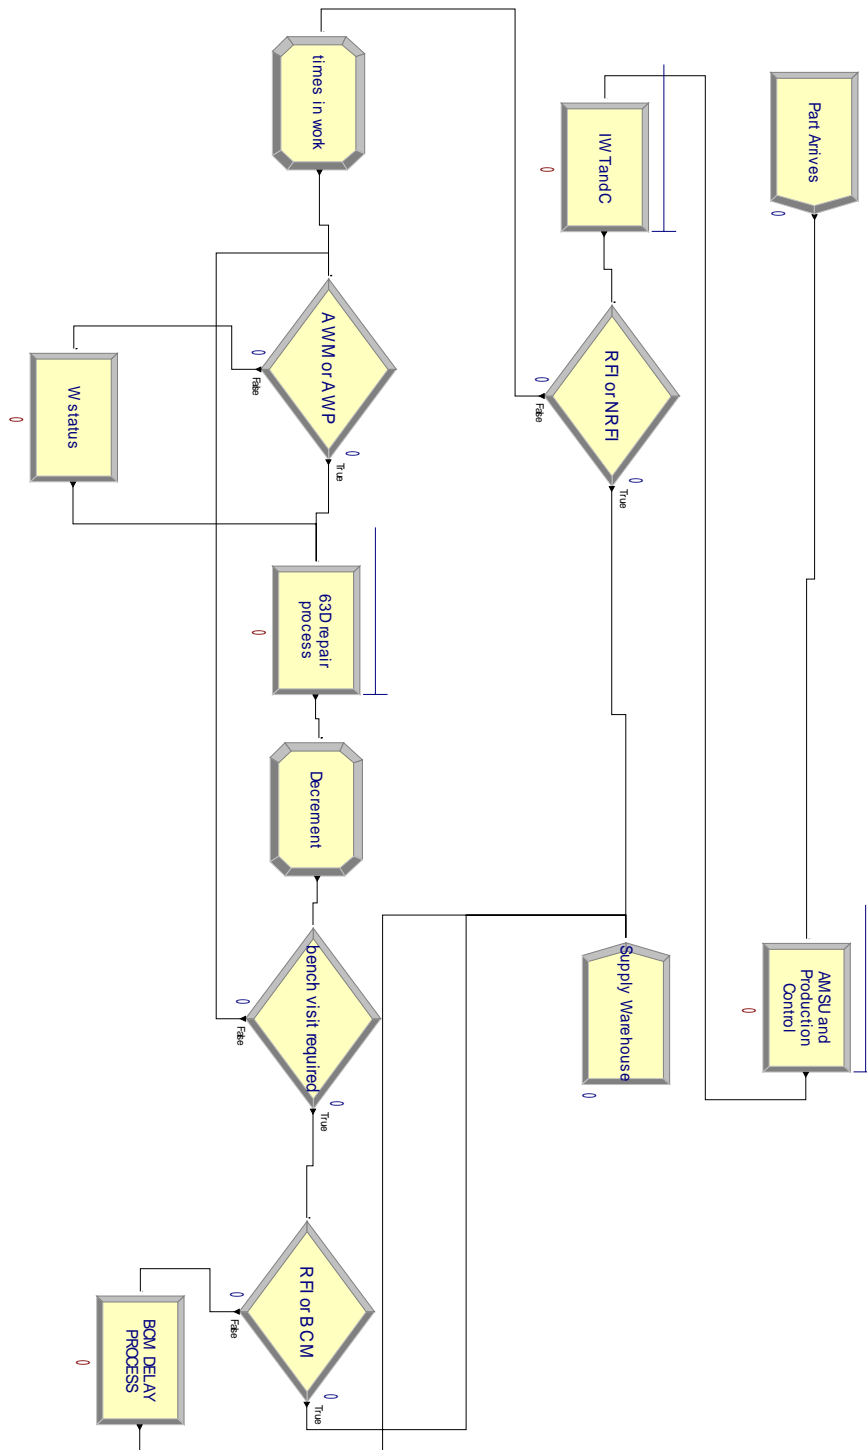 Part Arrives
0
AMSU and
Production
Control
0
IW TandC
0
RFI or NRFI
0
True
0
False
Supply Warehouse
0
times in work
AWM or AWP
0
True
0
False
W status
0
63D repair
process
0
Decrement
bench visit required
0
True
0
False
RFI or BCM
0
True
0
False
BCM DELAY
PROCESS
0